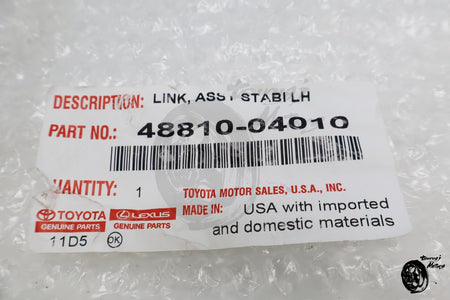 DESCRIPTION: LINK, ASSY STABI LH
PART NO.: 48810-04010
QUANTITY: 1
TOYOTA MOTOR SALES, U.S.A., INC.
TOYOTA
GENUINE PARTS
LEXUS
GENUINE PARTS
MADE IN: USA with imported
and domestic materials
11D5 OK